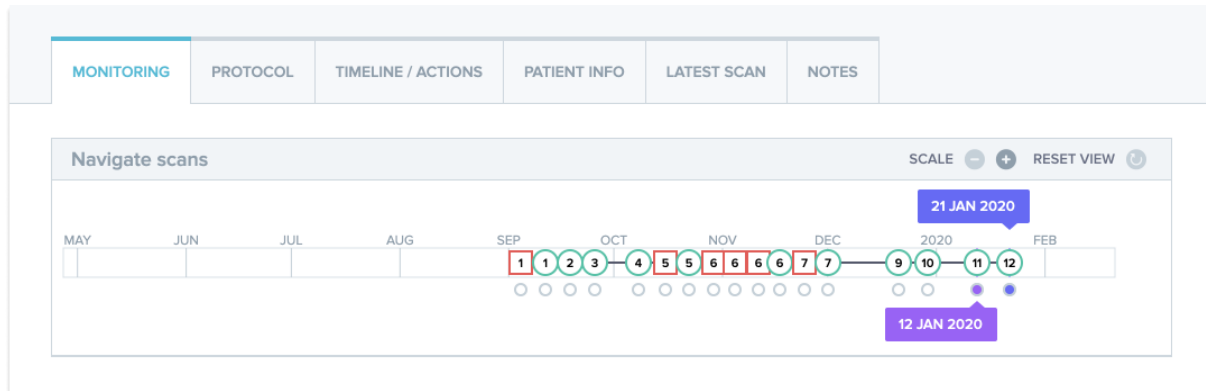 MONITORING PROTOCOL TIMELINE / ACTIONS PATIENT INFO LATEST SCAN NOTES
Navigate scans SCALE RESET VIEW
21 JAN 2020
MAY JUN JUL AUG SEP OCT NOV DEC 2020 FEB
1 1 2 3 4 5 5 6 6 6 6 7 7 9 10 11 12
12 JAN 2020